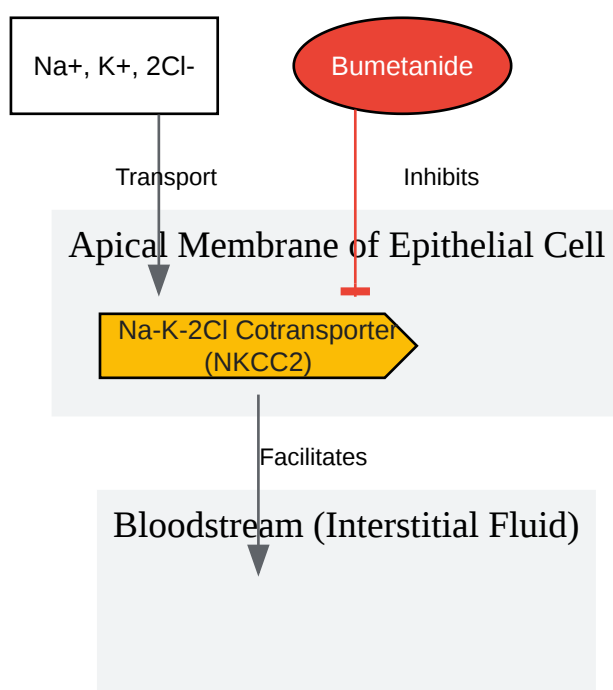 Na+, K+, 2Cl-
Bumetanide
Transport
Inhibits
Apical Membrane of Epithelial Cell
Na-K-2Cl Cotransporter
(NKCC2)
Facilitates
Bloodstream (Interstitial Fluid)